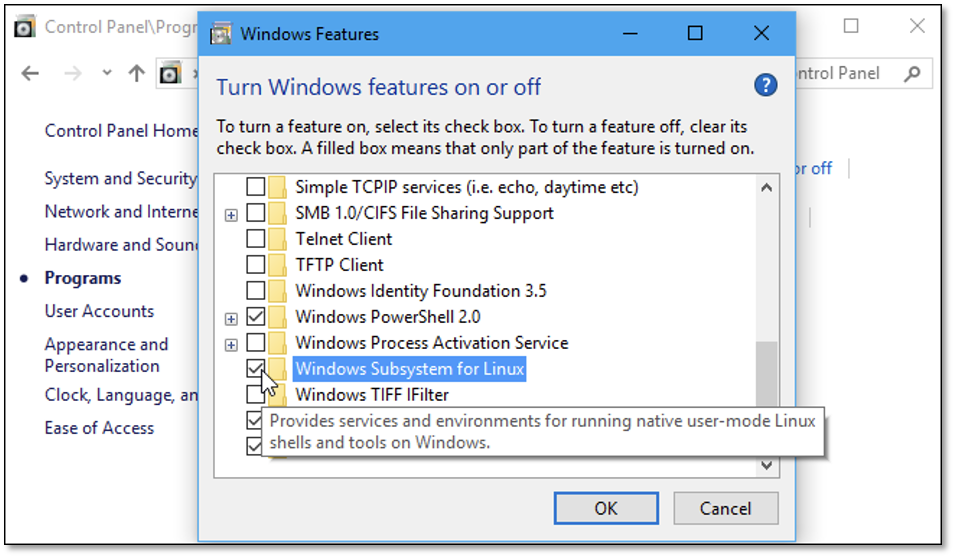 Control Panel\Progr
Windows Features
ntrol Panel
Turn Windows features on or off
To turn a feature on, select its check box. To turn a feature off, clear its
check box. A filled box means that only part of the feature is turned on.
Control Panel Home
System and Security
Network and Interne
Hardware and Soun
Programs
User Accounts
Appearance and
Personalization
Clock, Language, an
Ease of Access
or off
Simple TCPIP services (i.e. echo, daytime etc)
SMB 1.0/CIFS File Sharing Support
Telnet Client
TFTP Client
Windows Identity Foundation 3.5
Windows PowerShell 2.0
Windows Process Activation Service
Windows Subsystem for Linux
Windows TIFF IFilter
Provides services and environments for running native user-mode Linux
shells and tools on Windows.
OK
Cancel